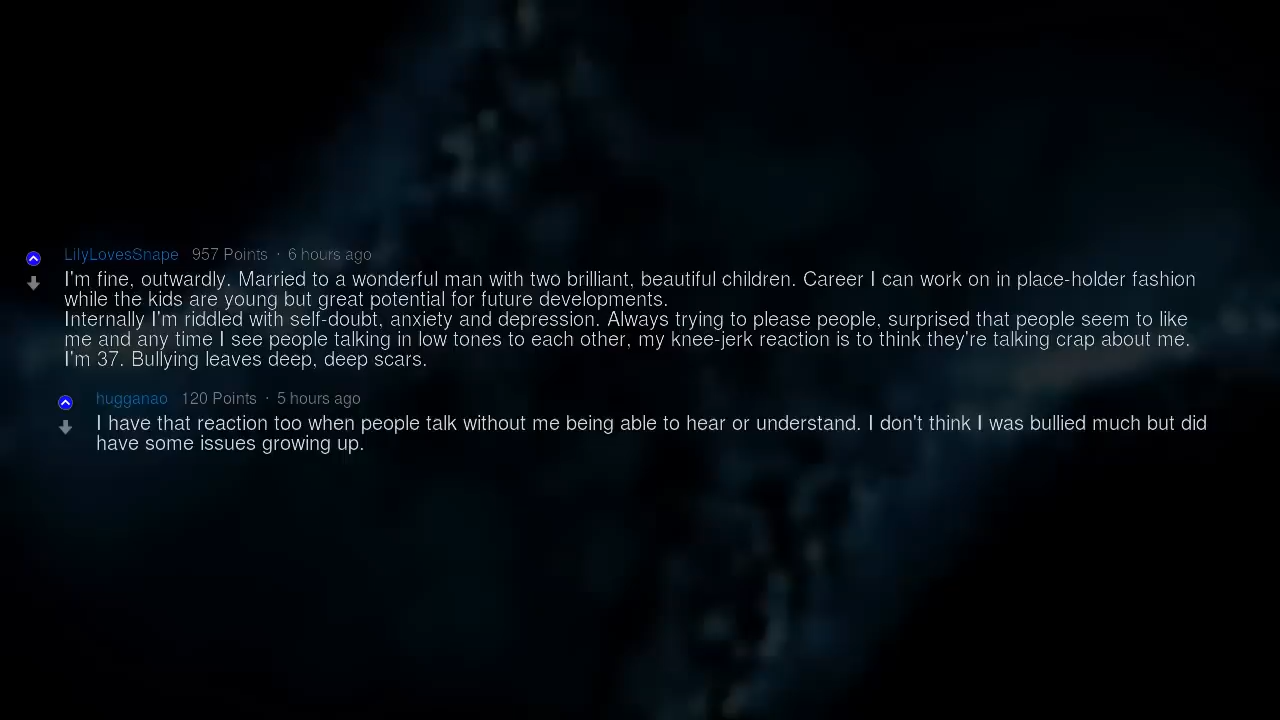 LilyLovesSnape 957 Points · 6 hours ago
I'm fine, outwardly. Married to a wonderful man with two brilliant, beautiful children. Career I can work on in place-holder fashion
while the kids are young but great potential for future developments.
Internally I'm riddled with self-doubt, anxiety and depression. Always trying to please people, surprised that people seem to like
me and any time I see people talking in low tones to each other, my knee-jerk reaction is to think they're talking crap about me.
I'm 37. Bullying leaves deep, deep scars.
hugganao 120 Points · 5 hours ago
I have that reaction too when people talk without me being able to hear or understand. I don't think I was bullied much but did
have some issues growing up.